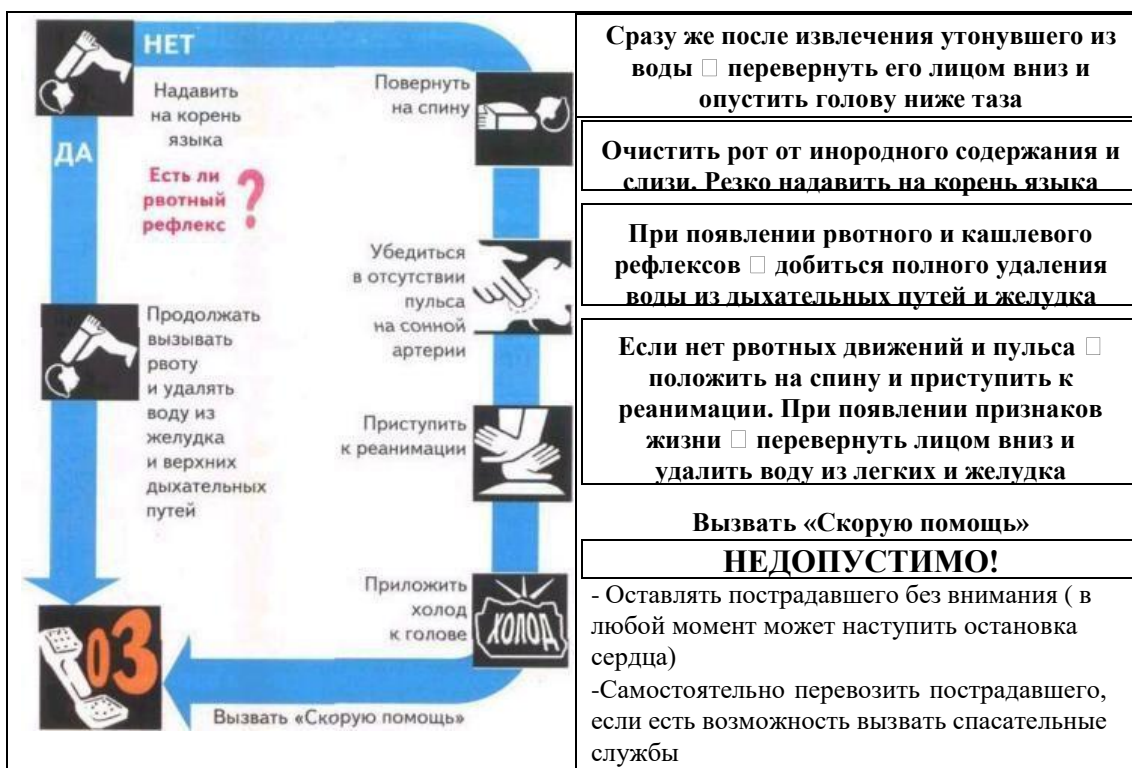 НЕТ
Надавить
на корень
языка
ДА
Есть ли
рвотный
рефлекс ?
Продолжать
вызывать
рвоту
и удалять
воду из
желудка
и верхних
дыхательных
путей
Повернуть
на спину
Убедиться
в отсутствии
пульса
на сонной
артерии
Приступить
к реанимации
Приложить
холод
к голове
ХОЛОД
03
Вызвать «Скорую помощь»
Сразу же после извлечения утонувшего из
воды □ перевернуть его лицом вниз и
опустить голову ниже таза
Очистить рот от инородного содержания и
слизи. Резко надавить на корень языка
При появлении рвотного и кашлевого
рефлексов □ добиться полного удаления
воды из дыхательных путей и желудка
Если нет рвотных движений и пульса □
положить на спину и приступить к
реанимации. При появлении признаков
жизни □ перевернуть лицом вниз и
удалить воду из легких и желудка
Вызвать «Скорую помощь»
НЕДОПУСТИМО!
- Оставлять пострадавшего без внимания ( в
любой момент может наступить остановка
сердца)
-Самостоятельно перевозить пострадавшего,
если есть возможность вызвать спасательные
службы